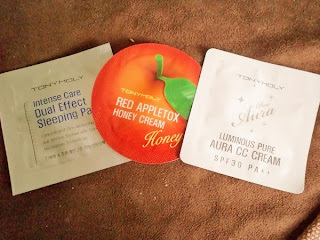 TONYMOLY
Intense Care
Dual Effect
Sleeping Pa
TONYMOLY
RED APPLETOX
HONEY CREAM
Honey
TONYMOLY
Aura
LUMINOUS PURE
AURA CC CREAM
SPF30 PA++